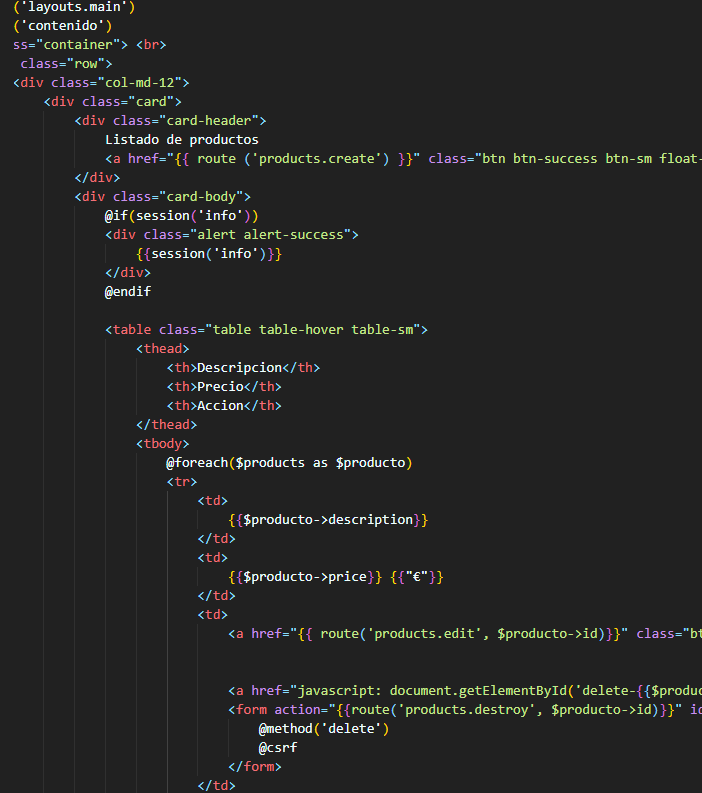 ('layouts.main')
('contenido')
ss="container"> <br>
class="row">
<div class="col-md-12">
<div class="card">
<div class="card-header">
Listado de productos
<a href="{{ route ('products.create') }}" class="btn btn-success btn-sm float-
</div>
<div class="card-body">
@if(session('info'))
<div class="alert alert-success">
{{session('info')}}
</div>
@endif
<table class="table table-hover table-sm">
<thead>
<th>Descripcion</th>
<th>Precio</th>
<th>Accion</th>
</thead>
<tbody>
@foreach($products as $producto)
<tr>
<td>
{{$producto->description}}
</td>
<td>
{{$producto->price}} {{"€"}}
</td>
<td>
<a href="{{ route('products.edit', $producto->id)}}" class="bt
<a href="javascript: document.getElementById('delete-{{$produc
<form action="{{route('products.destroy', $producto->id)}}" id
@method('delete')
@csrf
</form>
</td>